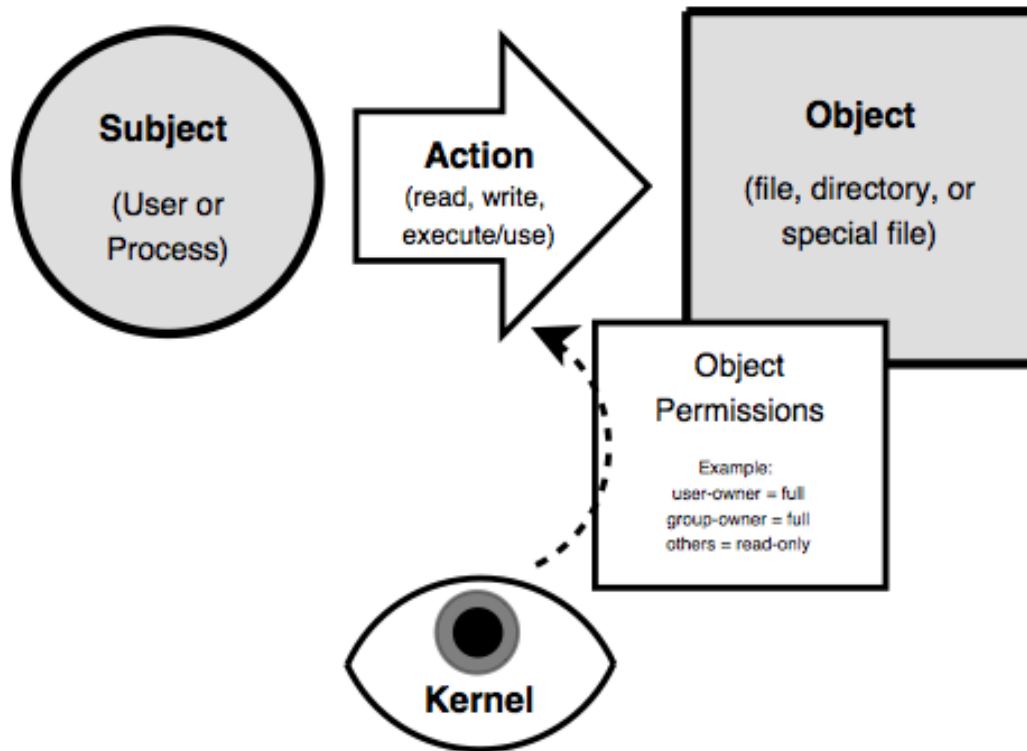 Subject
(User or
Process)
Action
(read, write,
execute/use)
Object
(file, directory, or
special file)
Object
Permissions
Example:
user-owner = full
group-owner = full
others = read-only
Kernel